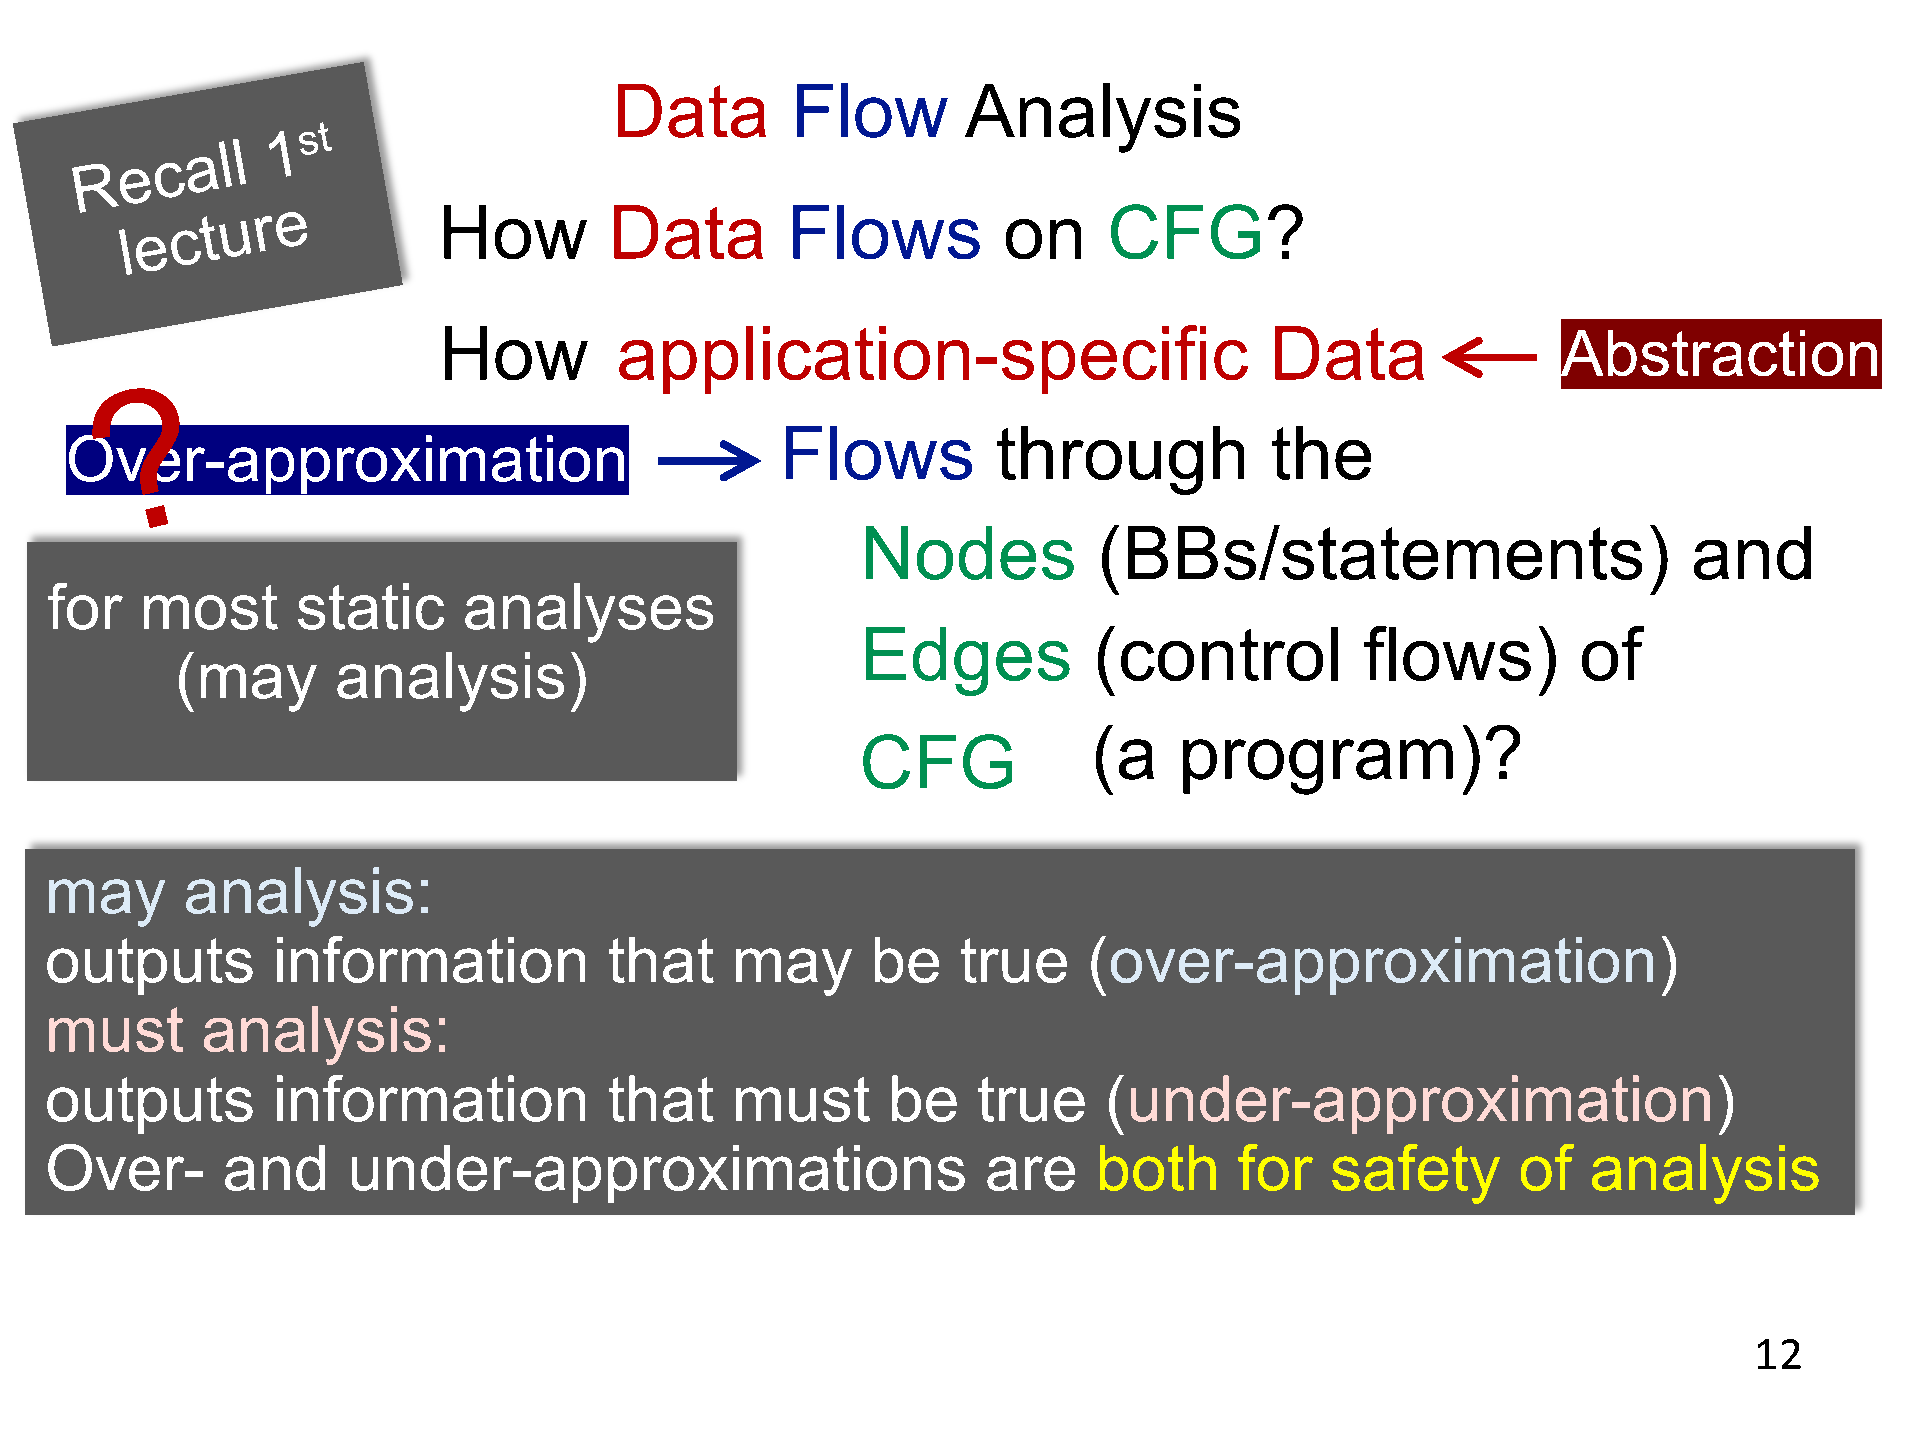 Recall 1st
lecture
Data Flow Analysis
How Data Flows on CFG?
How application-specific Data ← Abstraction
?
Over-approximation → Flows through the
Nodes (BBs/statements) and
Edges (control flows) of
CFG (a program)?
for most static analyses
(may analysis)
may analysis:
outputs information that may be true (over-approximation)
must analysis:
outputs information that must be true (under-approximation)
Over- and under-approximations are both for safety of analysis
12